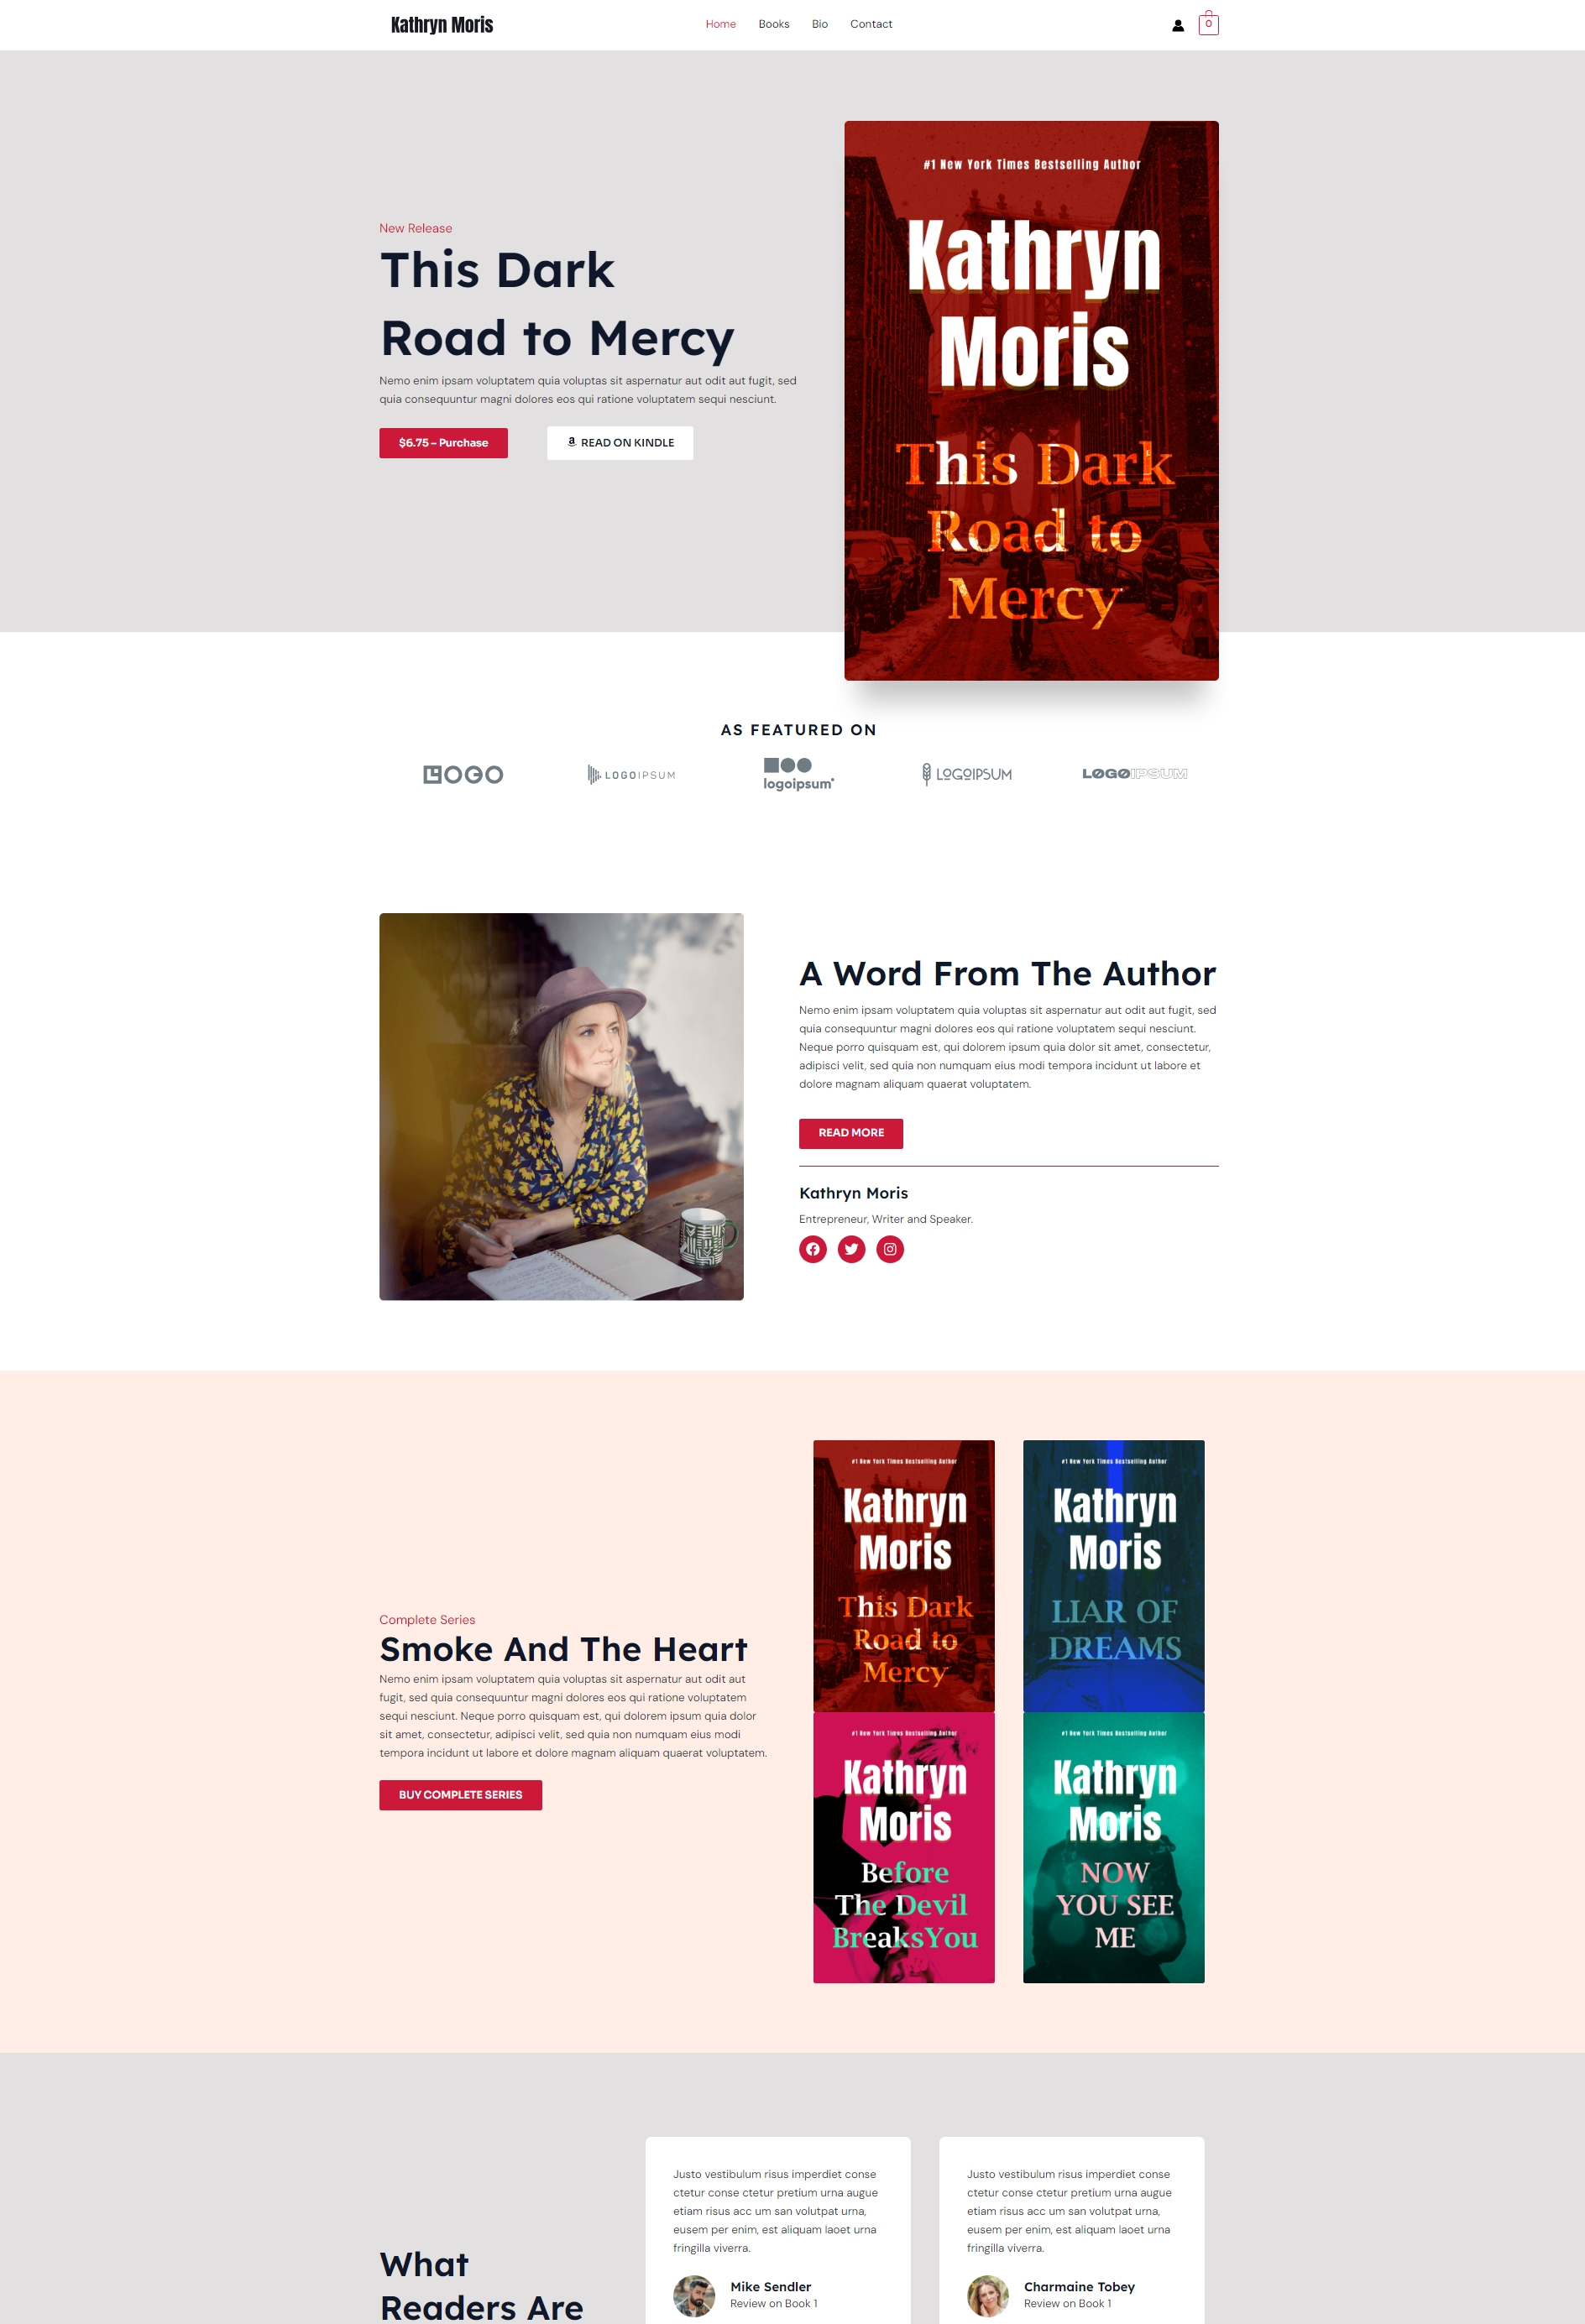 Kathryn Moris
Home Books Bio Contact
0
#1 New York Times Bestselling Author
Kathryn
Moris
This Dark
Road to
Mercy
New Release
This Dark
Road to Mercy
Nemo enim ipsam voluptatem quia voluptas sit aspernatur aut odit aut fugit, sed
quia consequuntur magni dolores eos qui ratione voluptatem sequi nesciunt.
$6.75 – Purchase
READ ON KINDLE
AS FEATURED ON
LOGO
LOGOIPSUM
logoipsum
LOGOIPSUM
LOGOIPSUM
A Word From The Author
Nemo enim ipsam voluptatem quia voluptas sit aspernatur aut odit aut fugit, sed
quia consequuntur magni dolores eos qui ratione voluptatem sequi nesciunt.
Neque porro quisquam est, qui dolorem ipsum quia dolor sit amet, consectetur,
adipisci velit, sed quia non numquam eius modi tempora incidunt ut labore et
dolore magnam aliquam quaerat voluptatem.
READ MORE
Kathryn Moris
Entrepreneur, Writer and Speaker.
Complete Series
Smoke And The Heart
Nemo enim ipsam voluptatem quia voluptas sit aspernatur aut odit aut
fugit, sed quia consequuntur magni dolores eos qui ratione voluptatem
sequi nesciunt. Neque porro quisquam est, qui dolorem ipsum quia dolor
sit amet, consectetur, adipisci velit, sed quia non numquam eius modi
tempora incidunt ut labore et dolore magnam aliquam quaerat voluptatem.
BUY COMPLETE SERIES
#1 New York Times Bestselling Author
Kathryn
Moris
This Dark
Road to
Mercy
#1 New York Times Bestselling Author
Kathryn
Moris
LIAR OF
DREAMS
#1 New York Times Bestselling Author
Kathryn
Moris
Before
The Devil
BreaksYou
#1 New York Times Bestselling Author
Kathryn
Moris
NOW
YOU SEE
ME
What
Readers Are
Justo vestibulum risus imperdiet conse
ctetur conse ctetur pretium urna augue
etiam risus acc um san volutpat urna,
eusem per enim, est aliquam laoet urna
fringilla viverra.
Mike Sendler
Review on Book 1
Justo vestibulum risus imperdiet conse
ctetur conse ctetur pretium urna augue
etiam risus acc um san volutpat urna,
eusem per enim, est aliquam laoet urna
fringilla viverra.
Charmaine Tobey
Review on Book 1